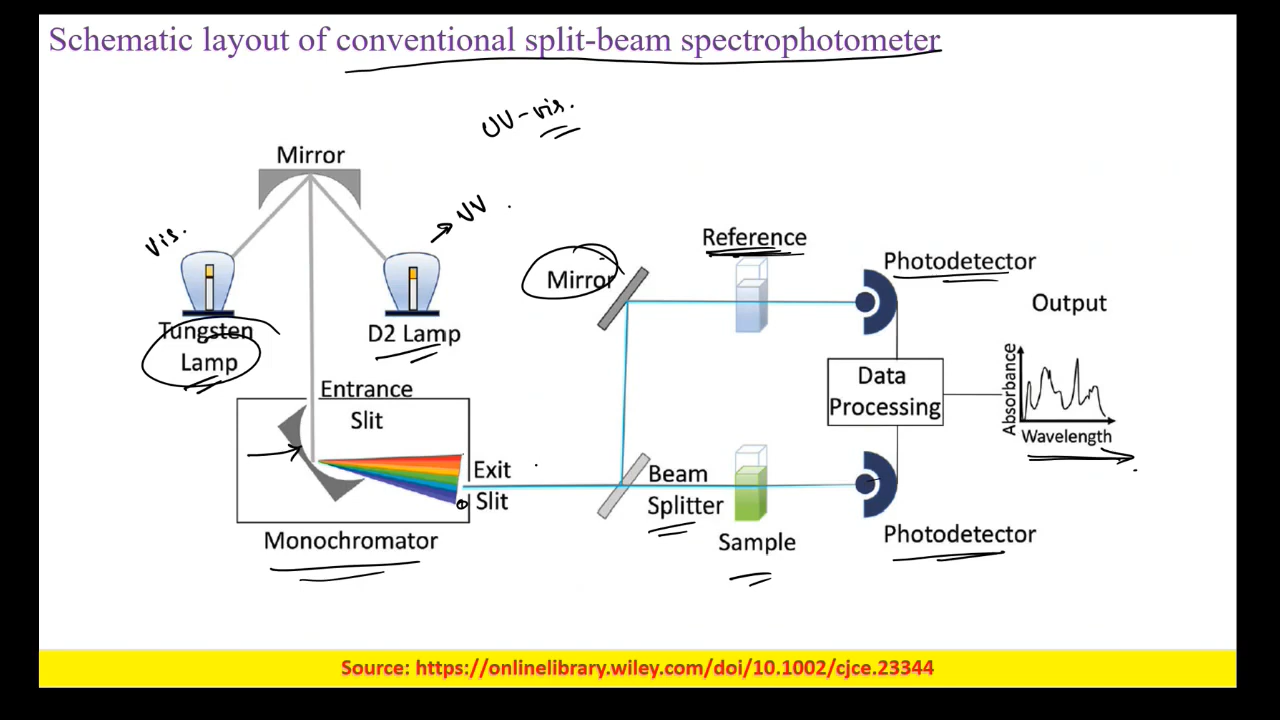 Schematic layout of conventional split-beam spectrophotometer
UV-vis.
Mirror
Vis.
UV
Tungsten
Lamp
D2 Lamp
Entrance
Slit
Exit
Slit
Monochromator
Mirror
Beam
Splitter
Reference
Sample
Photodetector
Photodetector
Data
Processing
Output
Absorbance
Wavelength
Source: https://onlinelibrary.wiley.com/doi/10.1002/cjce.23344